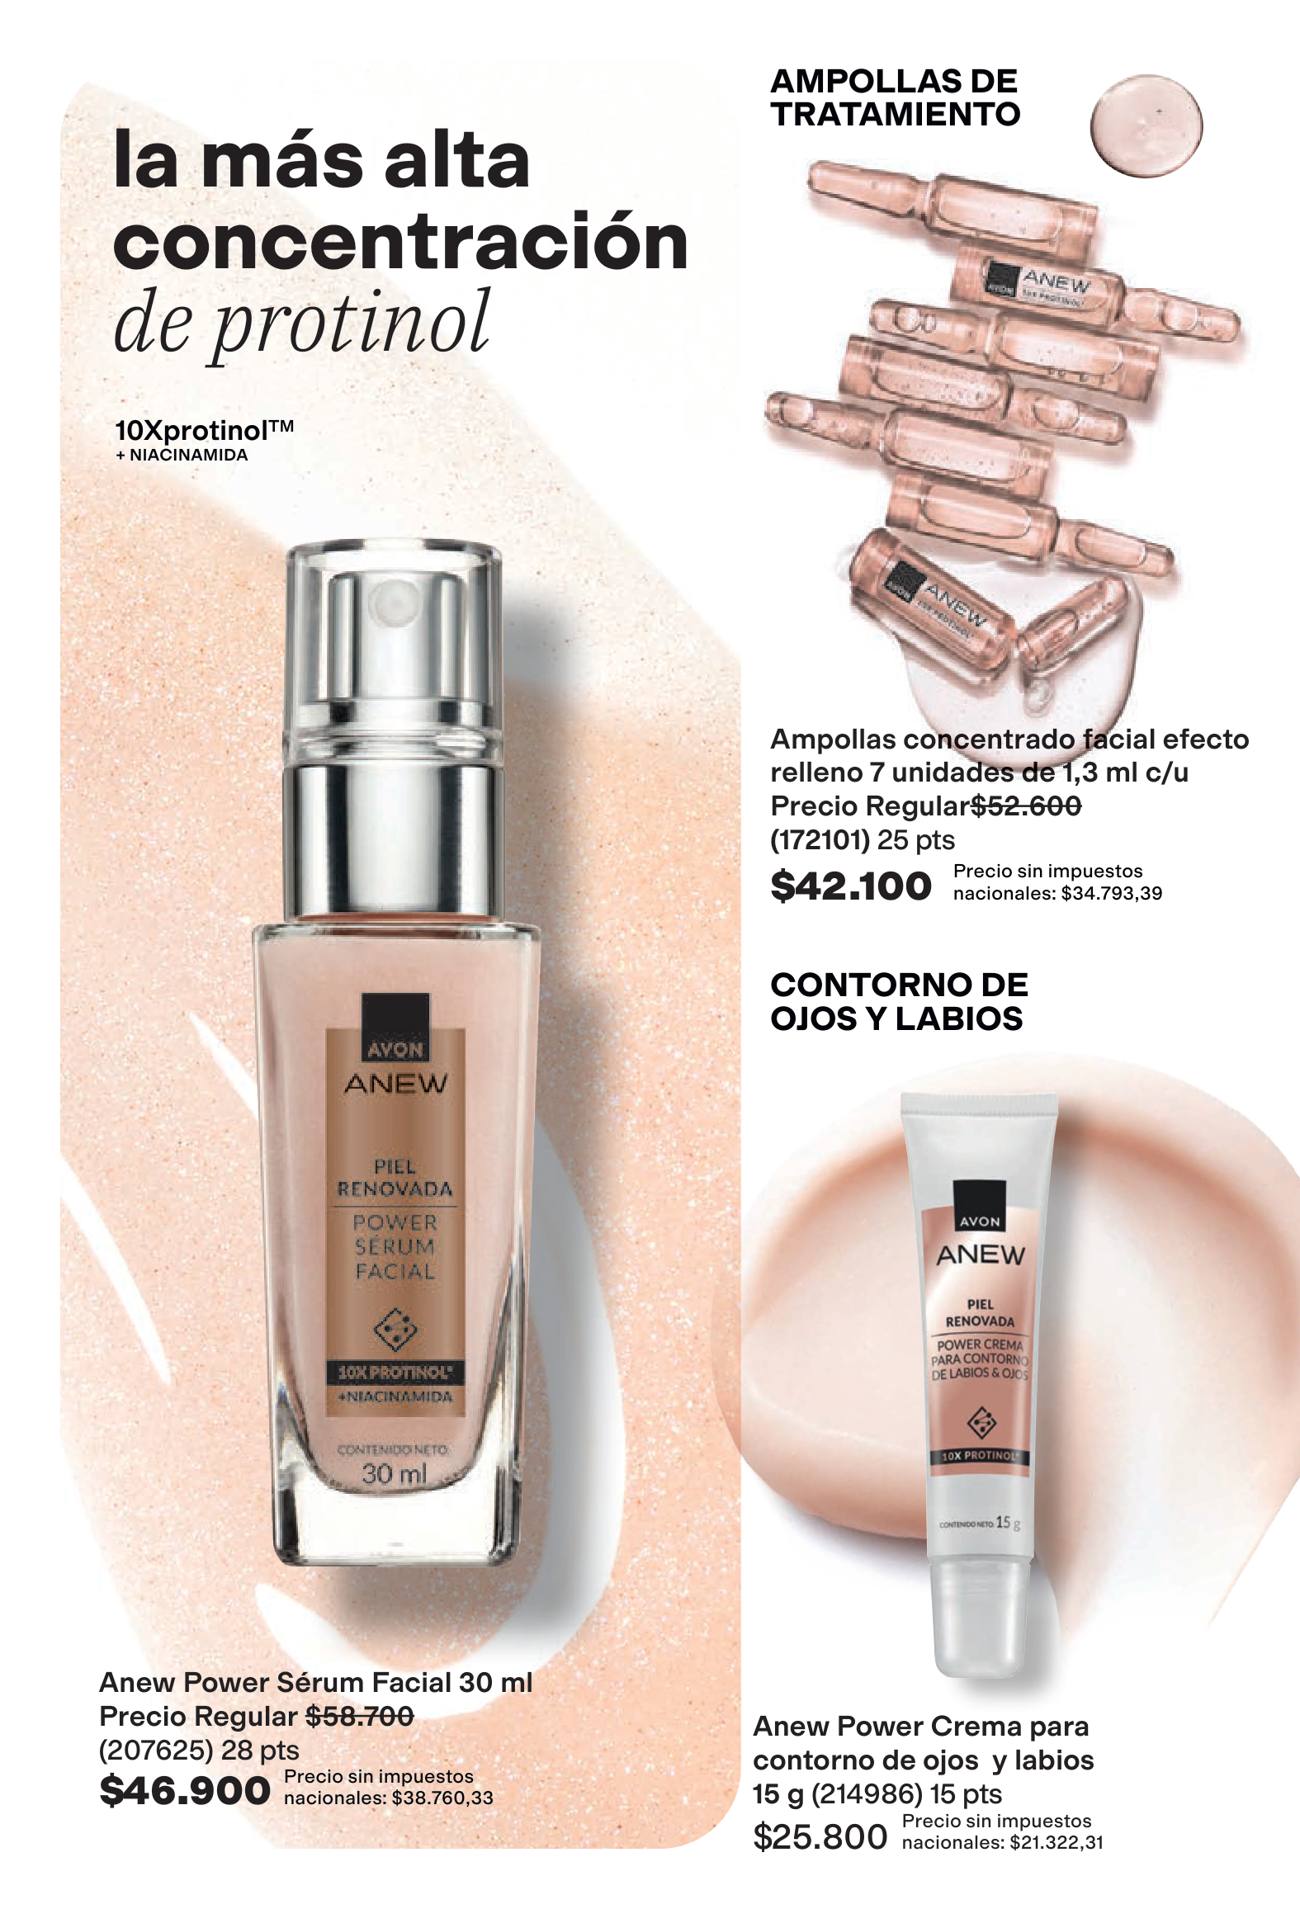 la más alta
concentración
de protinol
10Xprotinol™
+ NIACINAMIDA
AVON
ANEW
PIEL
RENOVADA
POWER
SÉRUM
FACIAL
10X PROTINOL®
+NIACINAMIDA
CONTENIDO NETO:
30 ml
Anew Power Sérum Facial 30 ml
Precio Regular $58.700
(207625) 28 pts
$46.900 Precio sin impuestos
nacionales: $38.760,33
AMPOLLAS DE
TRATAMIENTO
AVON ANEW
10X PROTINOL®
AVON ANEW
10X PROTINOL®
Ampollas concentrado facial efecto
relleno 7 unidades de 1,3 ml c/u
Precio Regular$52.600
(172101) 25 pts
$42.100 Precio sin impuestos
nacionales: $34.793,39
CONTORNO DE
OJOS Y LABIOS
AVON
ANEW
PIEL
RENOVADA
POWER CREMA
PARA CONTORNO
DE LABIOS & OJOS
10X PROTINOL®
CONTENIDO NETO: 15 g
Anew Power Crema para
contorno de ojos y labios
15 g (214986) 15 pts
$25.800 Precio sin impuestos
nacionales: $21.322,31